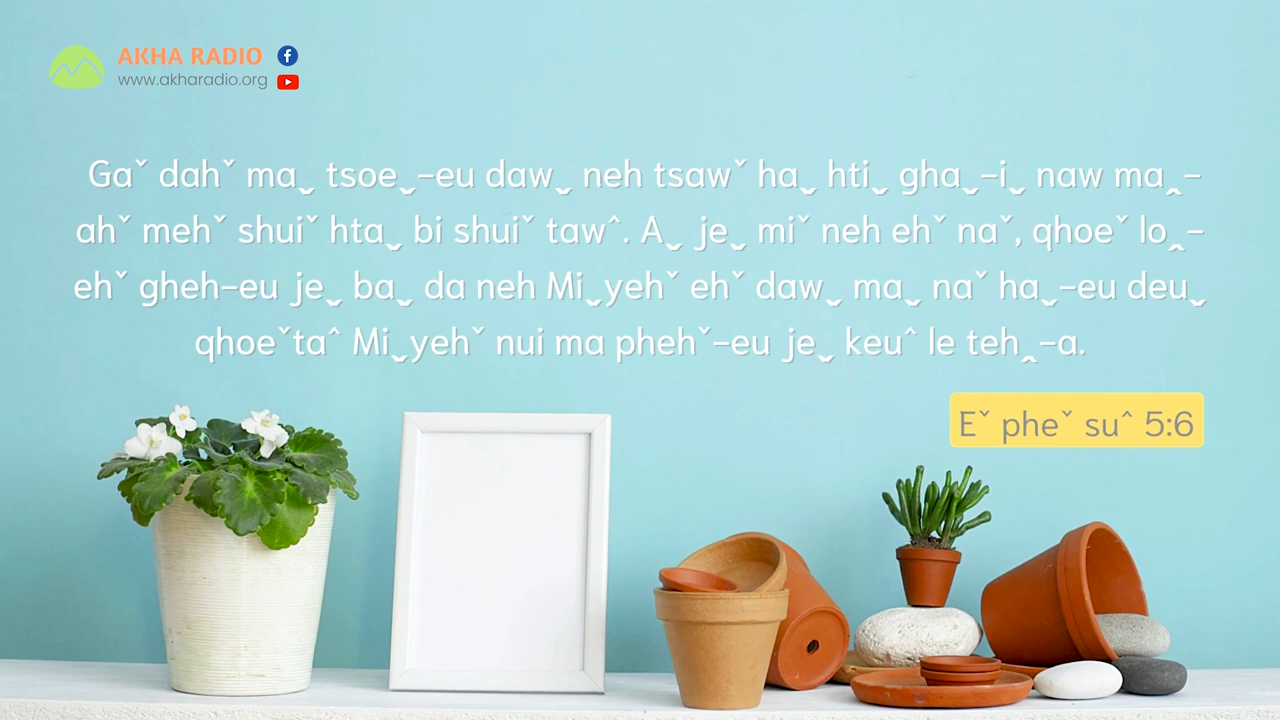 AKHA RADIO
www.akharadio.org
Gaˇ dahˇ ma ̬ tsoe ̬-eu daw ̬ neh tsawˇ ha ̬ hti ̬ gha ̬-i ̬ naw ma ̭-
ahˇ mehˇ shuiˇ hta ̬ bi shuiˇ tawˆ. A ̬ je ̬ miˇ neh ehˇ naˇ, qhoeˇ lo ̭-
ehˇ gheh-eu je ̬ ba ̬ da neh Mi ̬yehˇ ehˇ daw ̬ ma ̬ naˇ ha ̬-eu deu ̬
qhoeˇtaˆ Mi ̬yehˇ nui ma phehˇ-eu je ̬ keuˆ le teh ̭-a.
Eˇ pheˇ suˆ 5:6